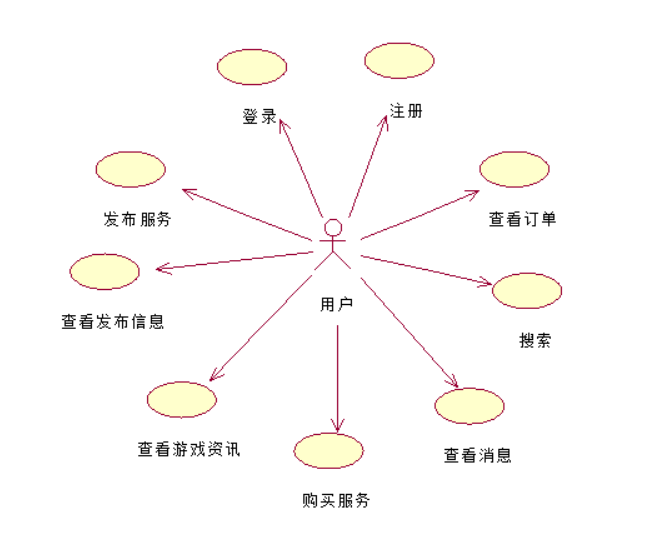 注册
登录
发布服务
查看订单
用户
查看发布信息
搜索
查看游戏资讯
查看消息
购买服务